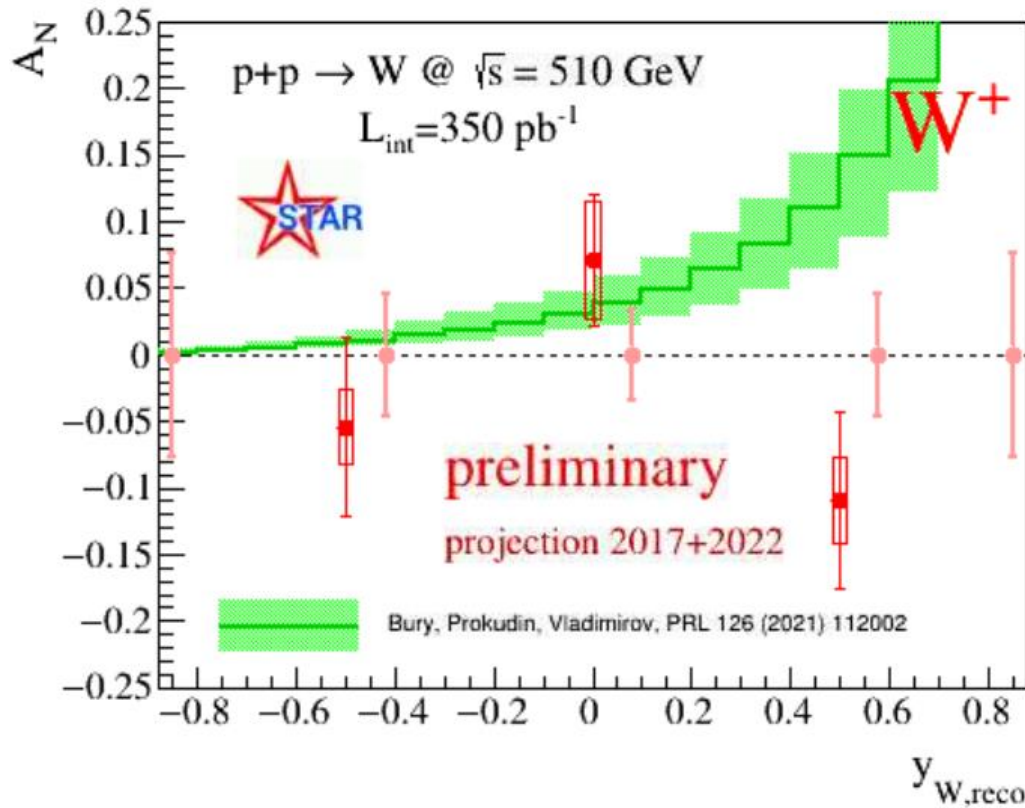 A_N
0.25
0.2
0.15
0.1
0.05
0
−0.05
−0.1
−0.15
−0.2
−0.25
p+p → W @ √s = 510 GeV
L_int=350 pb⁻¹
W⁺
STAR
preliminary
projection 2017+2022
Bury, Prokudin, Vladimirov, PRL 126 (2021) 112002
−0.8 −0.6 −0.4 −0.2 0 0.2 0.4 0.6 0.8
y_W,reco